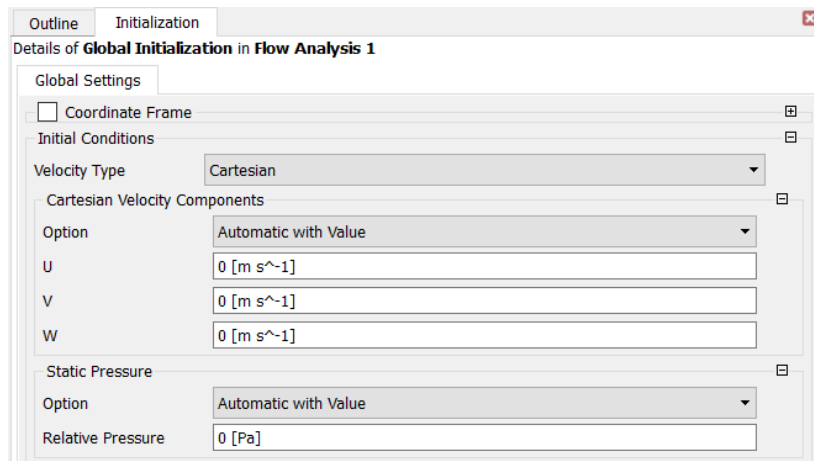 Outline Initialization
Details of Global Initialization in Flow Analysis 1
Global Settings
Coordinate Frame
Initial Conditions
Velocity Type Cartesian
Cartesian Velocity Components
Option Automatic with Value
U 0 [m s^-1]
V 0 [m s^-1]
W 0 [m s^-1]
Static Pressure
Option Automatic with Value
Relative Pressure 0 [Pa]